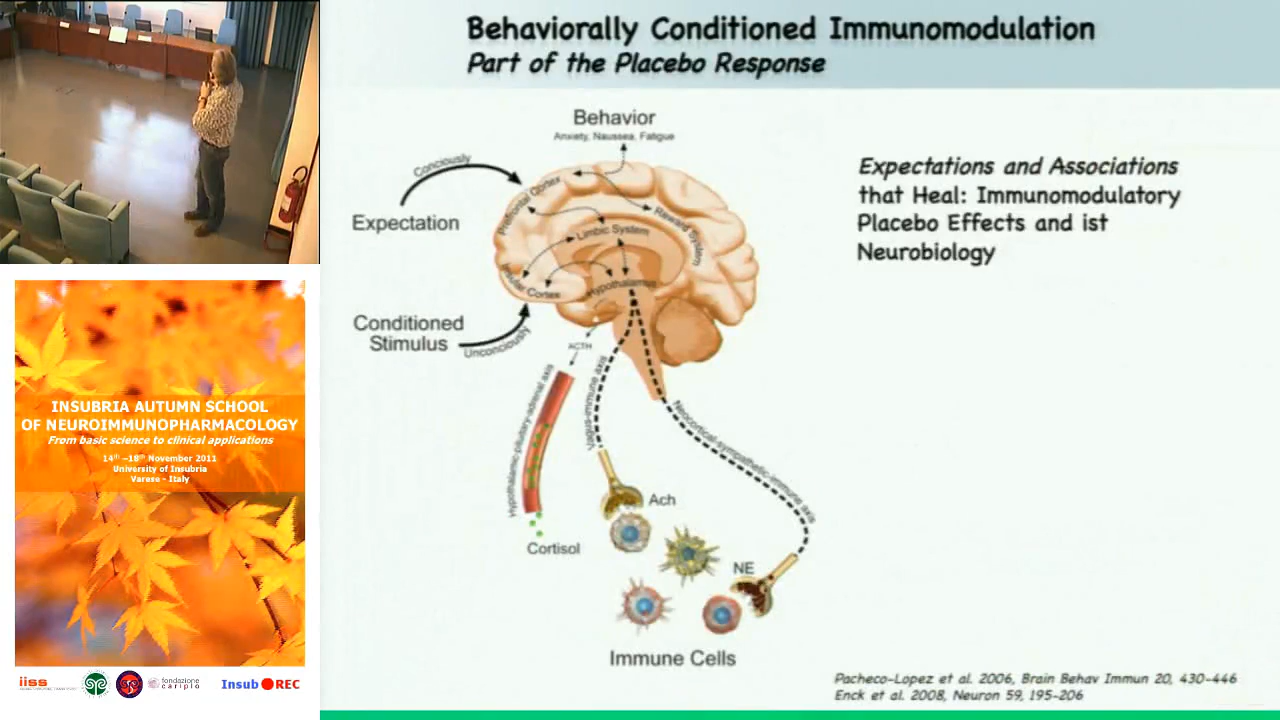 Behaviorally Conditioned Immunomodulation
Part of the Placebo Response
Behavior
Anxiety, Naussea, Fatigue
Conciously
Expectation
Prefrontal Cortex
Reward System
Limbic System
Insular Cortex
Hypothalamus
Conditioned
Stimulus
Unconciously
ACTH
Hypothalamic-pituitary-adrenal axis
Vagus-immune axis
Neocortical-sympathetic-immune axis
Ach
Cortisol
NE
Immune Cells
Expectations and Associations
that Heal: Immunomodulatory
Placebo Effects and ist
Neurobiology
Pacheco-Lopez et al. 2006, Brain Behav Immun 20, 430-446
Enck et al. 2008, Neuron 59, 195-206
INSUBRIA AUTUMN SCHOOL
OF NEUROIMMUNOPHARMACOLOGY
From basic science to clinical applications
14th -18th November 2011
University of Insubria
Varese - Italy
iiss
fondazione
cariplo
Insub REC